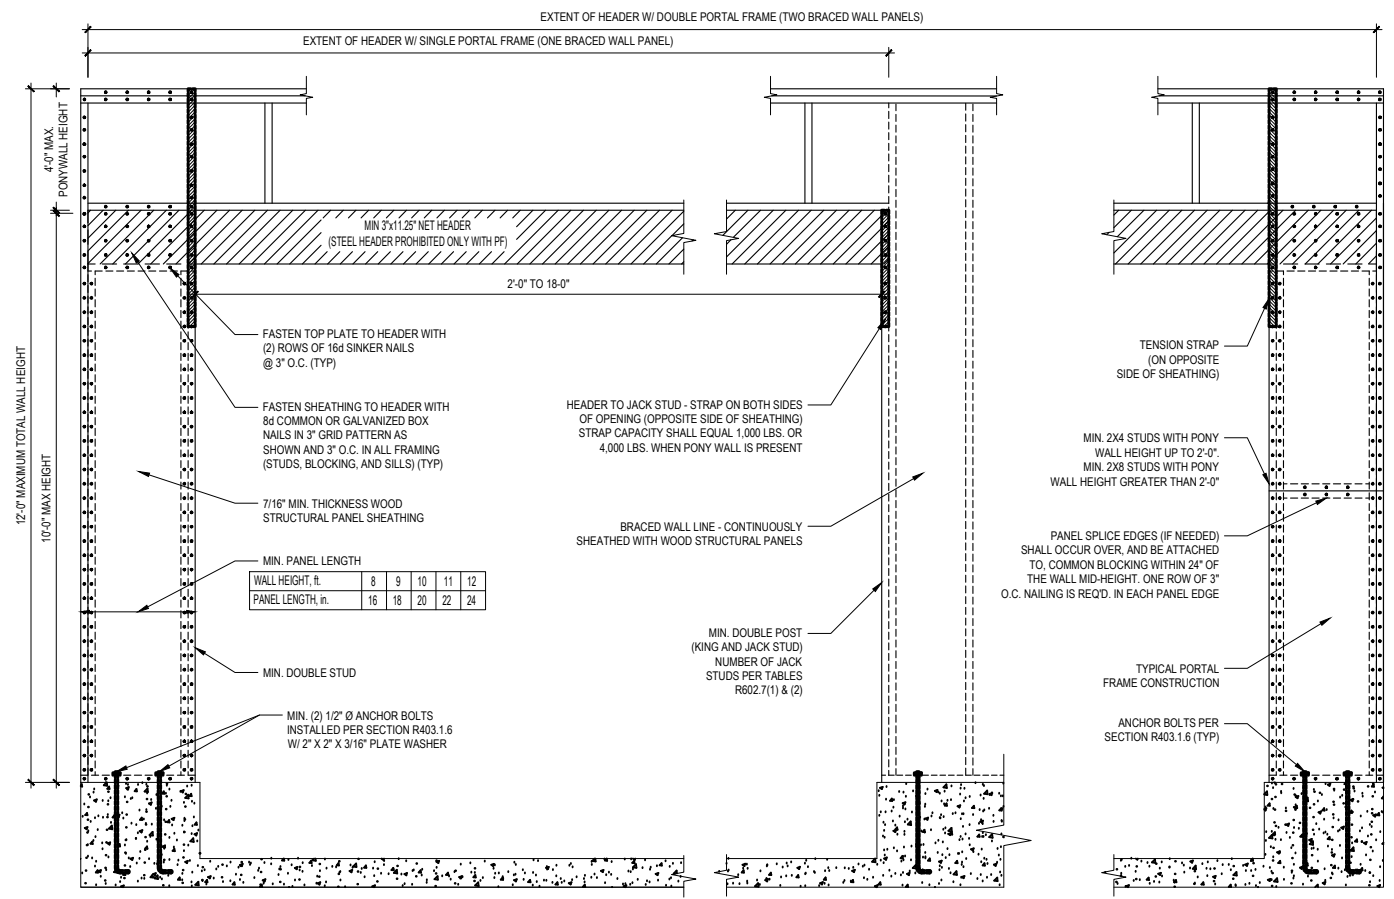 EXTENT OF HEADER W/ DOUBLE PORTAL FRAME (TWO BRACED WALL PANELS)
EXTENT OF HEADER W/ SINGLE PORTAL FRAME (ONE BRACED WALL PANEL)
4'-0" MAX.
PONYWALL HEIGHT
12'-0" MAXIMUM TOTAL WALL HEIGHT
10'-0" MAX HEIGHT
MIN 3"x11.25" NET HEADER
(STEEL HEADER PROHIBITED ONLY WITH PF)
2'-0" TO 18-0"
FASTEN TOP PLATE TO HEADER WITH
(2) ROWS OF 16d SINKER NAILS
@ 3" O.C. (TYP)
FASTEN SHEATHING TO HEADER WITH
8d COMMON OR GALVANIZED BOX
NAILS IN 3" GRID PATTERN AS
SHOWN AND 3" O.C. IN ALL FRAMING
(STUDS, BLOCKING, AND SILLS) (TYP)
7/16" MIN. THICKNESS WOOD
STRUCTURAL PANEL SHEATHING
MIN. PANEL LENGTH
WALL HEIGHT, ft. 8 9 10 11 12
PANEL LENGTH, in. 16 18 20 22 24
MIN. DOUBLE STUD
MIN. (2) 1/2" Ø ANCHOR BOLTS
INSTALLED PER SECTION R403.1.6
W/ 2" X 2" X 3/16" PLATE WASHER
HEADER TO JACK STUD - STRAP ON BOTH SIDES
OF OPENING (OPPOSITE SIDE OF SHEATHING)
STRAP CAPACITY SHALL EQUAL 1,000 LBS. OR
4,000 LBS. WHEN PONY WALL IS PRESENT
BRACED WALL LINE - CONTINUOUSLY
SHEATHED WITH WOOD STRUCTURAL PANELS
MIN. DOUBLE POST
(KING AND JACK STUD)
NUMBER OF JACK
STUDS PER TABLES
R602.7(1) & (2)
TENSION STRAP
(ON OPPOSITE
SIDE OF SHEATHING)
MIN. 2X4 STUDS WITH PONY
WALL HEIGHT UP TO 2'-0".
MIN. 2X8 STUDS WITH PONY
WALL HEIGHT GREATER THAN 2'-0"
PANEL SPLICE EDGES (IF NEEDED)
SHALL OCCUR OVER, AND BE ATTACHED
TO, COMMON BLOCKING WITHIN 24" OF
THE WALL MID-HEIGHT. ONE ROW OF 3"
O.C. NAILING IS REQ'D. IN EACH PANEL EDGE
TYPICAL PORTAL
FRAME CONSTRUCTION
ANCHOR BOLTS PER
SECTION R403.1.6 (TYP)